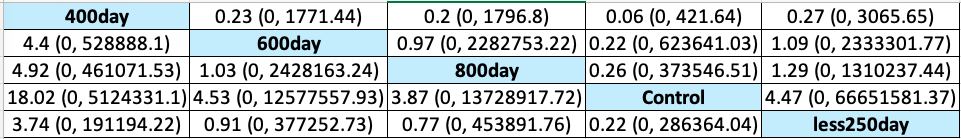 400day 0.23 (0, 1771.44) 0.2 (0, 1796.8) 0.06 (0, 421.64) 0.27 (0, 3065.65)
4.4 (0, 528888.1) 600day 0.97 (0, 2282753.22) 0.22 (0, 623641.03) 1.09 (0, 2333301.77)
4.92 (0, 461071.53) 1.03 (0, 2428163.24) 800day 0.26 (0, 373546.51) 1.29 (0, 1310237.44)
18.02 (0, 5124331.1) 4.53 (0, 12577557.93) 3.87 (0, 13728917.72) Control 4.47 (0, 66651581.37)
3.74 (0, 191194.22) 0.91 (0, 377252.73) 0.77 (0, 453891.76) 0.22 (0, 286364.04) less250day